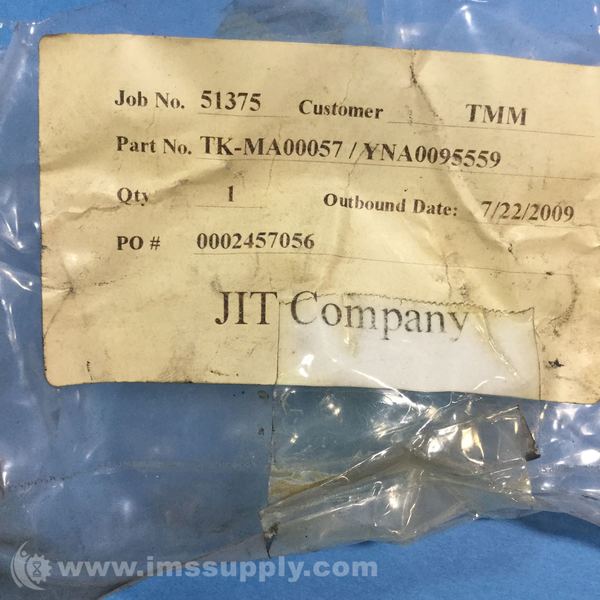 Job No. 51375 Customer TMM
Part No. TK-MA00057 / YNA0095559
Qty 1 Outbound Date: 7/22/2009
PO # 0002457056
JIT Company
www.imssupply.com